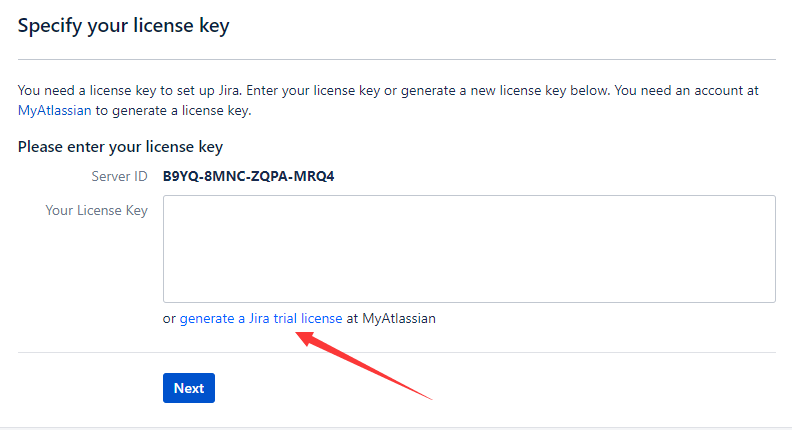 Specify your license key
You need a license key to set up Jira. Enter your license key or generate a new license key below. You need an account at
MyAtlassian to generate a license key.
Please enter your license key
Server ID B9YQ-8MNC-ZQPA-MRQ4
Your License Key
or generate a Jira trial license at MyAtlassian
Next